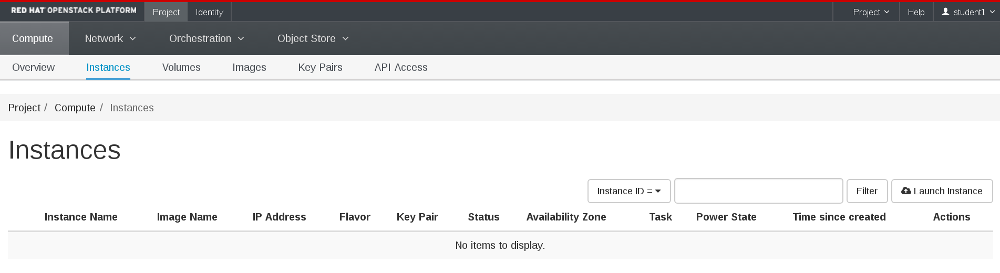 RED HAT OPENSTACK PLATFORM Project Identity Project Help student1
Compute Network Orchestration Object Store
Overview Instances Volumes Images Key Pairs API Access
Project / Compute / Instances
Instances
Instance ID = Filter Launch Instance
Instance Name Image Name IP Address Flavor Key Pair Status Availability Zone Task Power State Time since created Actions
No items to display.